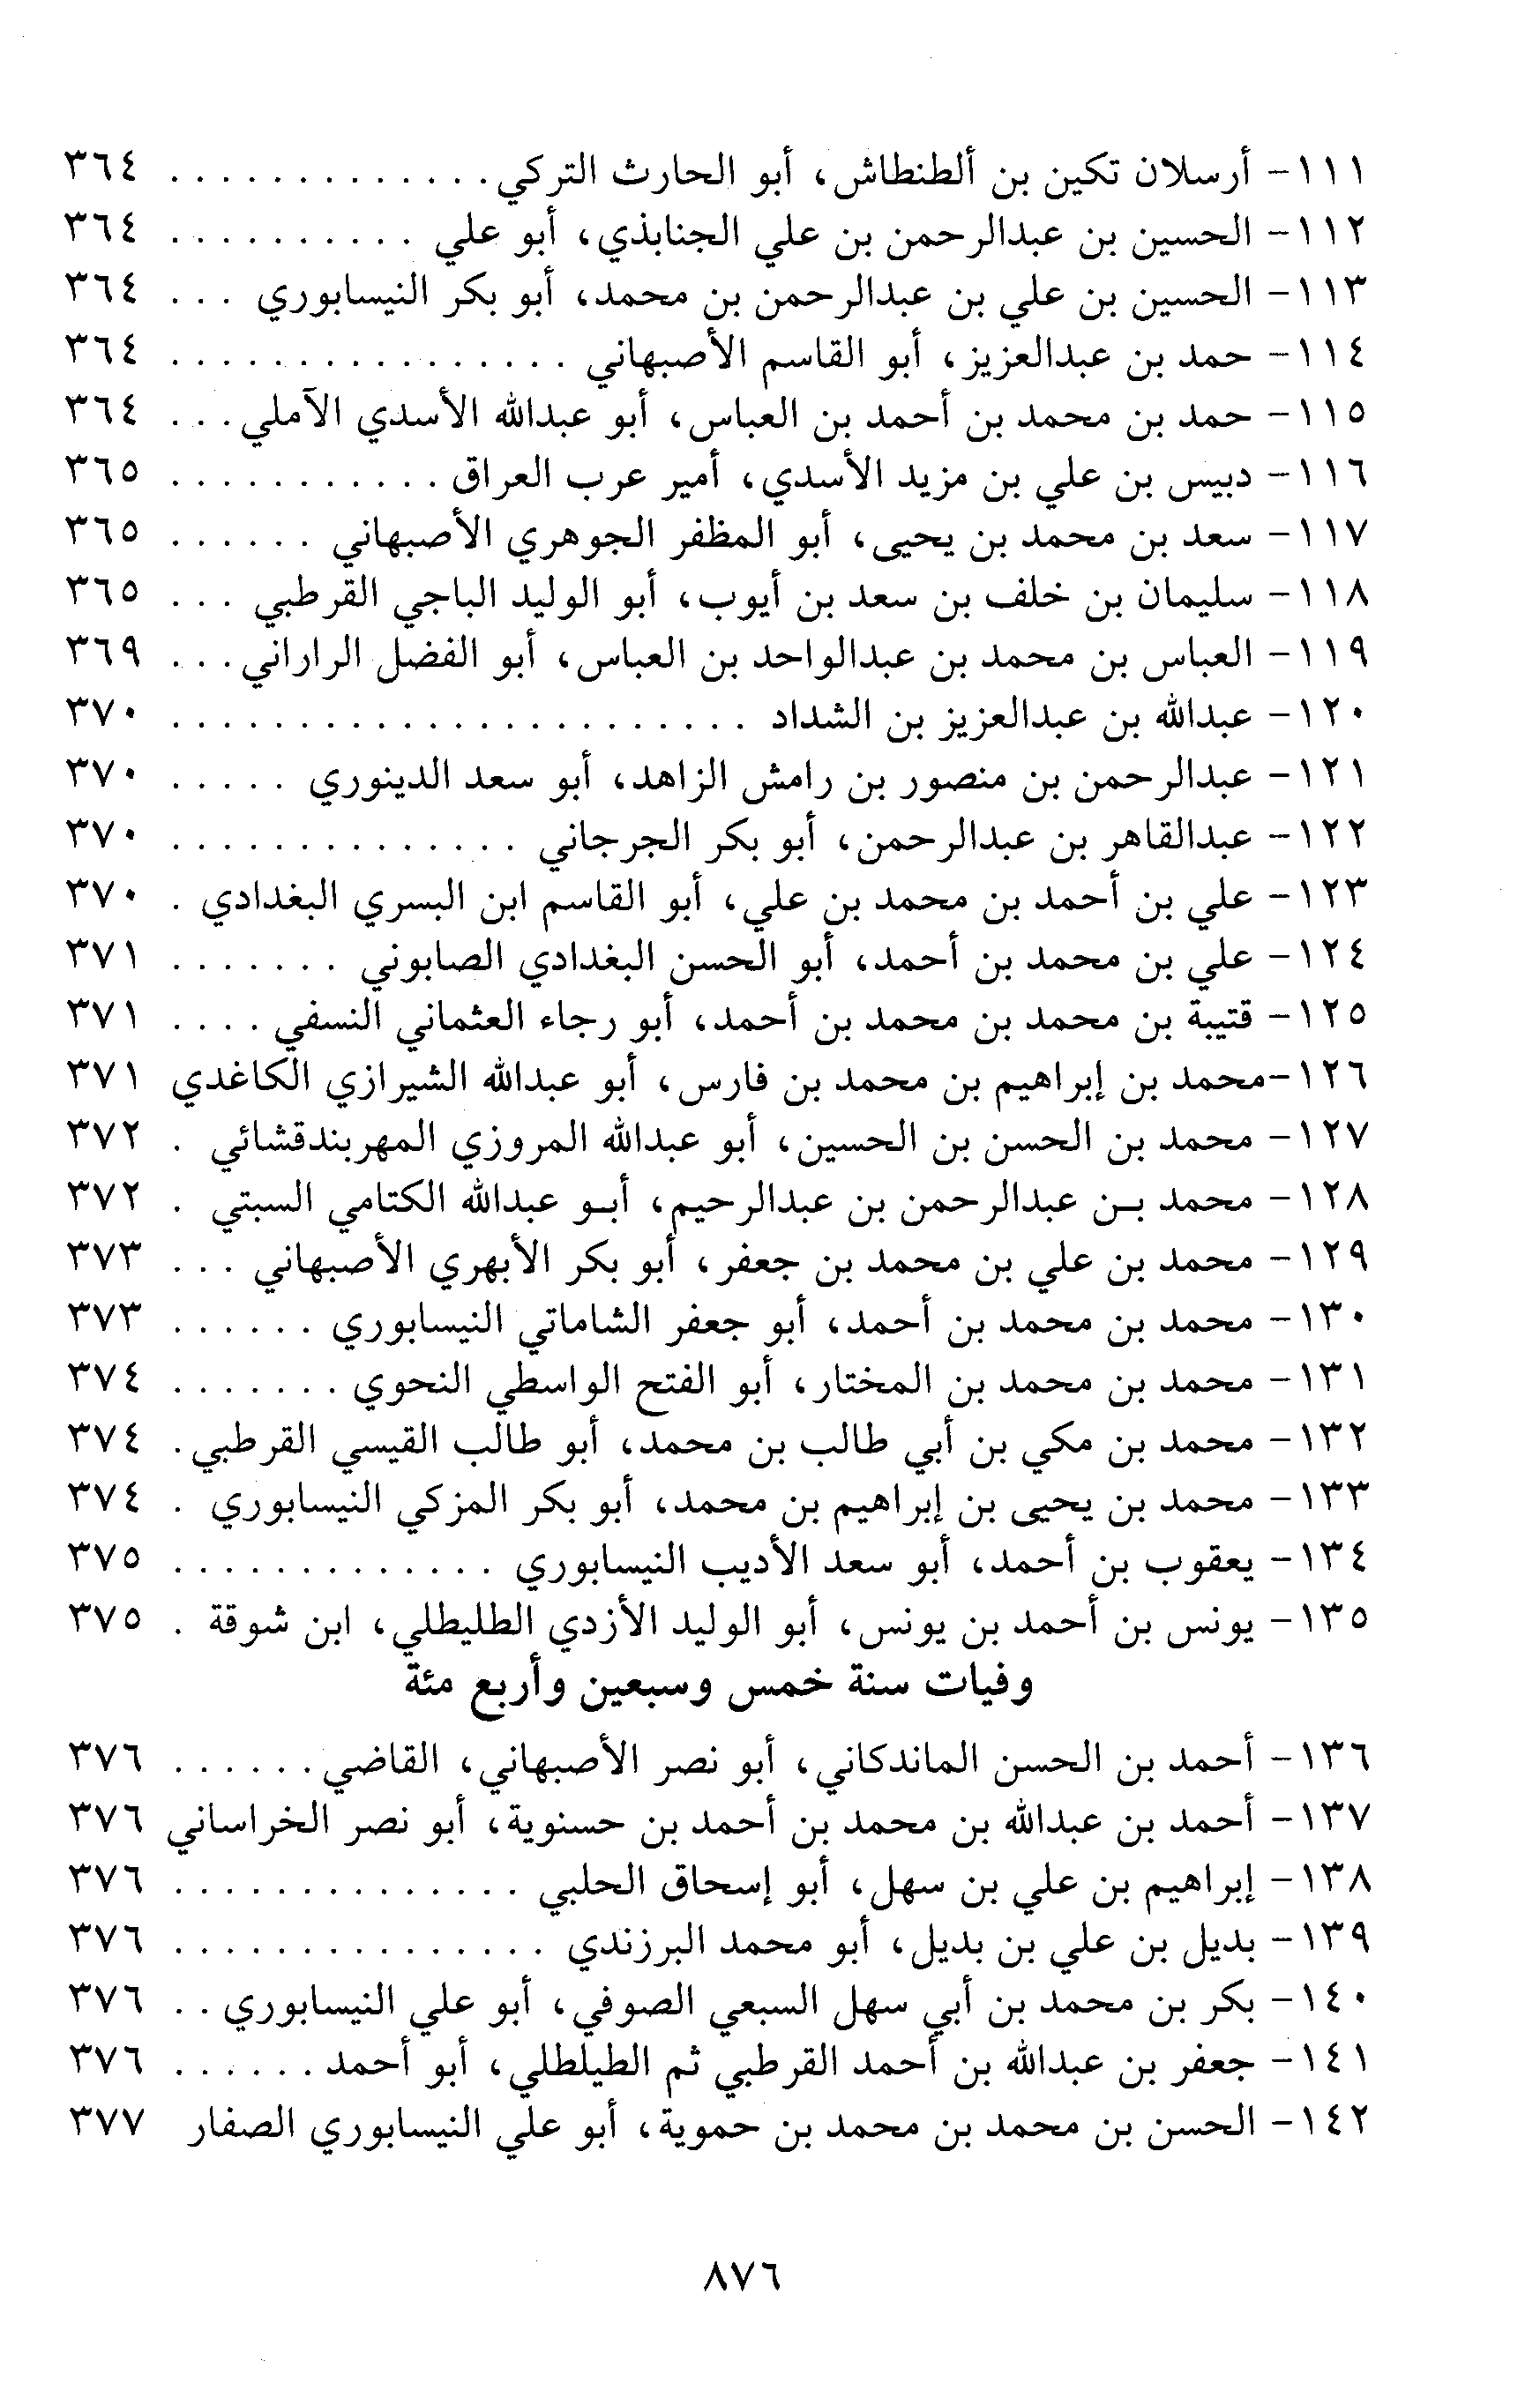 ١١١- أرسلان تكين بن ألطنطاش، أبو الحارث التركي . . . . . . . . . . . . . ٣٦٤
١١٢- الحسين بن عبدالرحمن بن علي الجنابذي، أبو علي . . . . . . . . . . ٣٦٤
١١٣- الحسين بن علي بن عبدالرحمن بن محمد، أبو بكر النيسابوري . . . ٣٦٤
١١٤- حمد بن عبدالعزيز، أبو القاسم الأصبهاني . . . . . . . . . . . . . . . . ٣٦٤
١١٥- حمد بن محمد بن أحمد بن العباس، أبو عبدالله الأسدي الآملي . . . ٣٦٤
١١٦- دبيس بن علي بن مزيد الأسدي، أمير عرب العراق . . . . . . . . . . . ٣٦٥
١١٧- سعد بن محمد بن يحيى، أبو المظفر الجوهري الأصبهاني . . . . . . ٣٦٥
١١٨- سليمان بن خلف بن سعد بن أيوب، أبو الوليد الباجي القرطبي . . . ٣٦٥
١١٩- العباس بن محمد بن عبدالواحد بن العباس، أبو الفضل الراراني . . . ٣٦٩
١٢٠- عبدالله بن عبدالعزيز بن الشداد . . . . . . . . . . . . . . . . . . . . . . . ٣٧٠
١٢١- عبدالرحمن بن منصور بن رامش الزاهد، أبو سعد الدينوري . . . . . ٣٧٠
١٢٢- عبدالقاهر بن عبدالرحمن، أبو بكر الجرجاني . . . . . . . . . . . . . . ٣٧٠
١٢٣- علي بن أحمد بن محمد بن علي، أبو القاسم ابن البسري البغدادي . ٣٧٠
١٢٤- علي بن محمد بن أحمد، أبو الحسن البغدادي الصابوني . . . . . . . ٣٧١
١٢٥- قتيبة بن محمد بن محمد بن أحمد، أبو رجاء العثماني النسفي . . . . ٣٧١
١٢٦-محمد بن إبراهيم بن محمد بن فارس، أبو عبدالله الشيرازي الكاغدي ٣٧١
١٢٧- محمد بن الحسن بن الحسين، أبو عبدالله المروزي المهربندقشائي . ٣٧٢
١٢٨- محمد بــن عبدالرحمن بن عبدالرحيم، أبــو عبدالله الكتامي السبتي . ٣٧٢
١٢٩- محمد بن علي بن محمد بن جعفر، أبو بكر الأبهري الأصبهاني . . . ٣٧٣
١٣٠- محمد بن محمد بن أحمد، أبو جعفر الشاماتي النيسابوري . . . . . . ٣٧٣
١٣١- محمد بن محمد بن المختار، أبو الفتح الواسطي النحوي . . . . . . . ٣٧٤
١٣٢- محمد بن مكي بن أبي طالب بن محمد، أبو طالب القيسي القرطبي . ٣٧٤
١٣٣- محمد بن يحيى بن إبراهيم بن محمد، أبو بكر المزكي النيسابوري . ٣٧٤
١٣٤- يعقوب بن أحمد، أبو سعد الأديب النيسابوري . . . . . . . . . . . . . ٣٧٥
١٣٥- يونس بن أحمد بن يونس، أبو الوليد الأزدي الطليطلي، ابن شوقة . ٣٧٥
وفيات سنة خمس وسبعين وأربع مئة
١٣٦- أحمد بن الحسن الماندكاني، أبو نصر الأصبهاني، القاضي . . . . . . ٣٧٦
١٣٧- أحمد بن عبدالله بن محمد بن أحمد بن حسنوية، أبو نصر الخراساني ٣٧٦
١٣٨- إبراهيم بن علي بن سهل، أبو إسحاق الحلبي . . . . . . . . . . . . . . ٣٧٦
١٣٩- بديل بن علي بن بديل، أبو محمد البرزندي . . . . . . . . . . . . . . . ٣٧٦
١٤٠- بكر بن محمد بن أبي سهل السبعي الصوفي، أبو علي النيسابوري . . ٣٧٦
١٤١- جعفر بن عبدالله بن أحمد القرطبي ثم الطيلطلي، أبو أحمد . . . . . . ٣٧٦
١٤٢- الحسن بن محمد بن محمد بن حموية، أبو علي النيسابوري الصفار ٣٧٧
٨٧٦